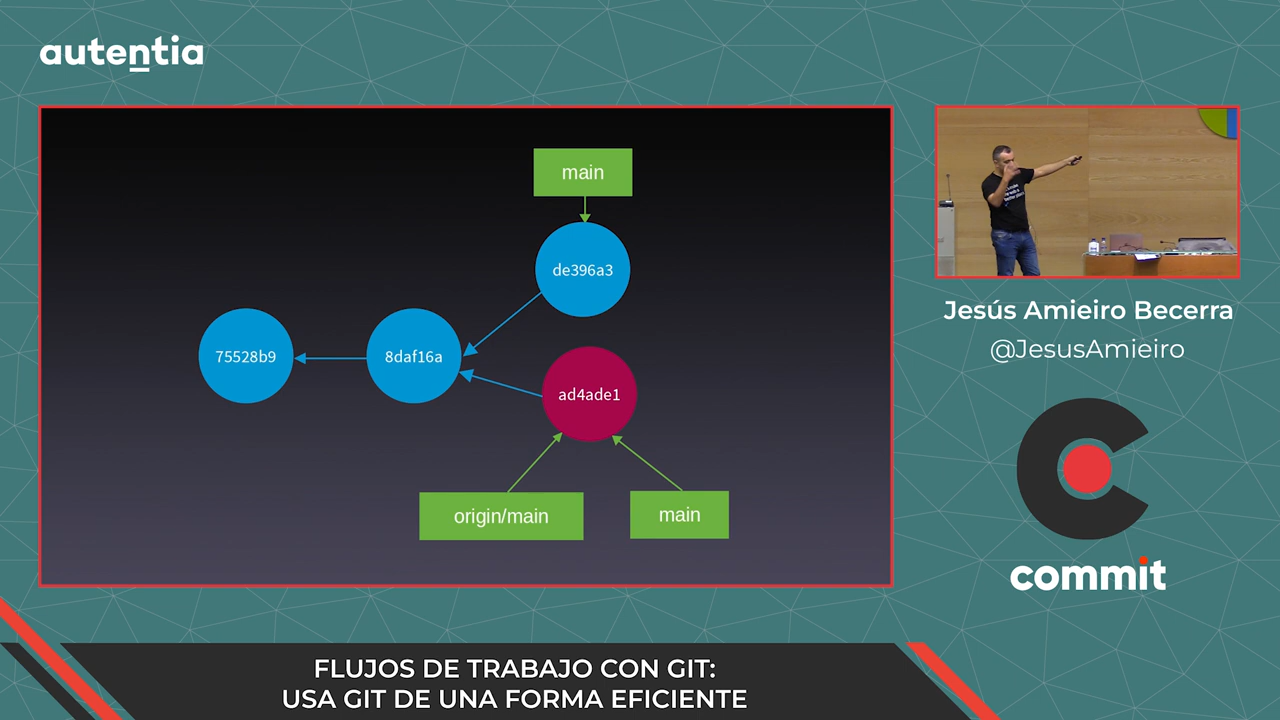 autentia
main
de396a3
75528b9
8daf16a
ad4ade1
origin/main
main
Jesús Amieiro Becerra
@JesusAmieiro
commit
FLUJOS DE TRABAJO CON GIT:
USA GIT DE UNA FORMA EFICIENTE